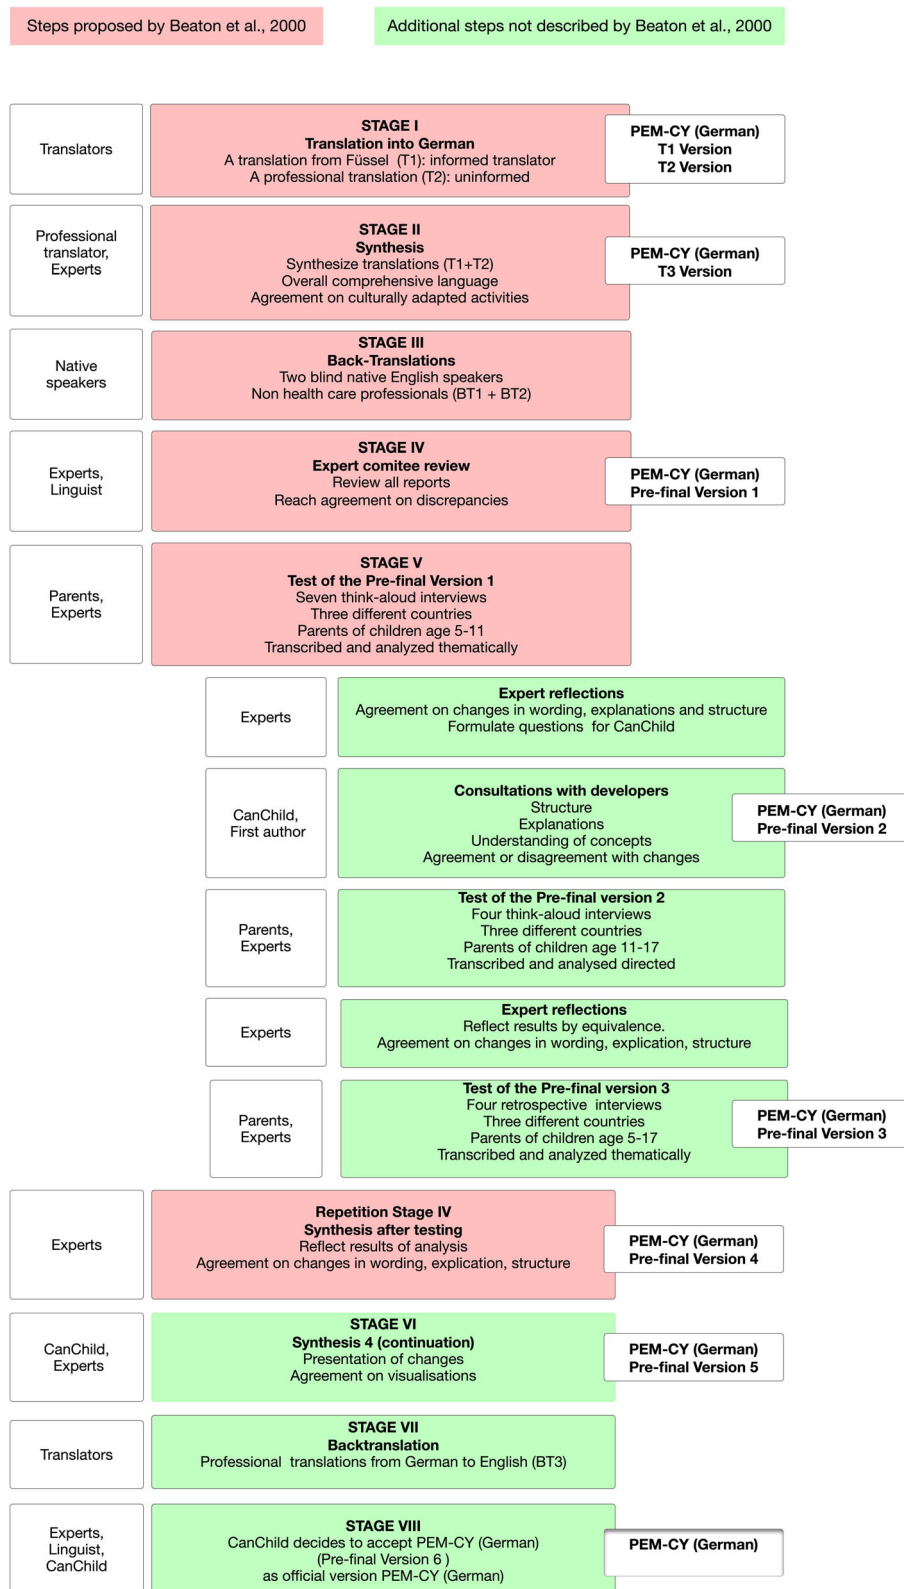 Steps proposed by Beaton et al., 2000
Additional steps not described by Beaton et al., 2000
Translators
STAGE I
Translation into German
A translation from Füssel (T1): informed translator
A professional translation (T2): uninformed
PEM-CY (German)
T1 Version
T2 Version
Professional
translator,
Experts
STAGE II
Synthesis
Synthesize translations (T1+T2)
Overall comprehensive language
Agreement on culturally adapted activities
PEM-CY (German)
T3 Version
Native
speakers
STAGE III
Back-Translations
Two blind native English speakers
Non health care professionals (BT1 + BT2)
Experts,
Linguist
STAGE IV
Expert comitee review
Review all reports
Reach agreement on discrepancies
PEM-CY (German)
Pre-final Version 1
Parents,
Experts
STAGE V
Test of the Pre-final Version 1
Seven think-aloud interviews
Three different countries
Parents of children age 5-11
Transcribed and analyzed thematically
Experts
Expert reflections
Agreement on changes in wording, explanations and structure
Formulate questions for CanChild
CanChild,
First author
Consultations with developers
Structure
Explanations
Understanding of concepts
Agreement or disagreement with changes
PEM-CY (German)
Pre-final Version 2
Parents,
Experts
Test of the Pre-final version 2
Four think-aloud interviews
Three different countries
Parents of children age 11-17
Transcribed and analysed directed
Experts
Expert reflections
Reflect results by equivalence.
Agreement on changes in wording, explication, structure
Parents,
Experts
Test of the Pre-final version 3
Four retrospective interviews
Three different countries
Parents of children age 5-17
Transcribed and analyzed thematically
PEM-CY (German)
Pre-final Version 3
Experts
Repetition Stage IV
Synthesis after testing
Reflect results of analysis
Agreement on changes in wording, explication, structure
PEM-CY (German)
Pre-final Version 4
CanChild,
Experts
STAGE VI
Synthesis 4 (continuation)
Presentation of changes
Agreement on visualisations
PEM-CY (German)
Pre-final Version 5
Translators
STAGE VII
Backtranslation
Professional translations from German to English (BT3)
Experts,
Linguist,
CanChild
STAGE VIII
CanChild decides to accept PEM-CY (German)
(Pre-final Version 6 )
as official version PEM-CY (German)
PEM-CY (German)